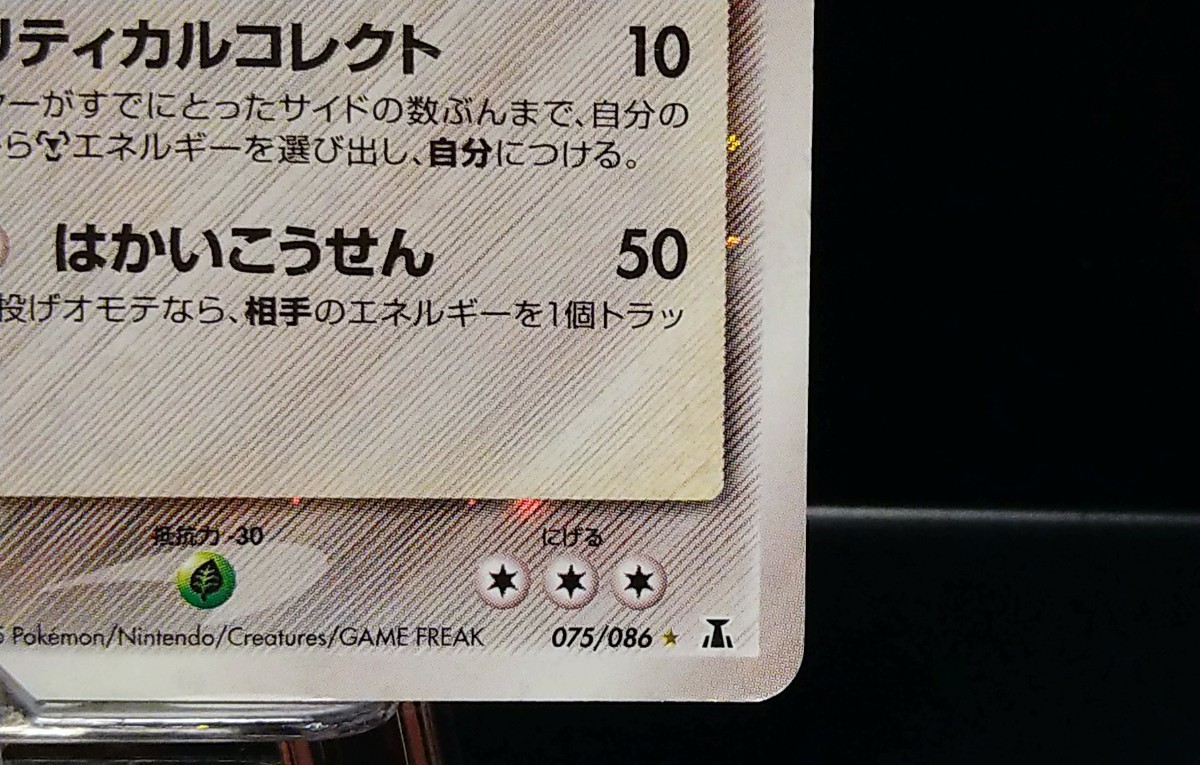 リティカルコレクト 10
ーがすでにとったサイドの数ぶんまで、自分の
らエネルギーを選び出し、自分につける。
はかいこうせん 50
投げオモテなら、相手のエネルギーを1個トラッ
抵抗力 -30 にげる
Pokémon/Nintendo/Creatures/GAME FREAK 075/086 ★